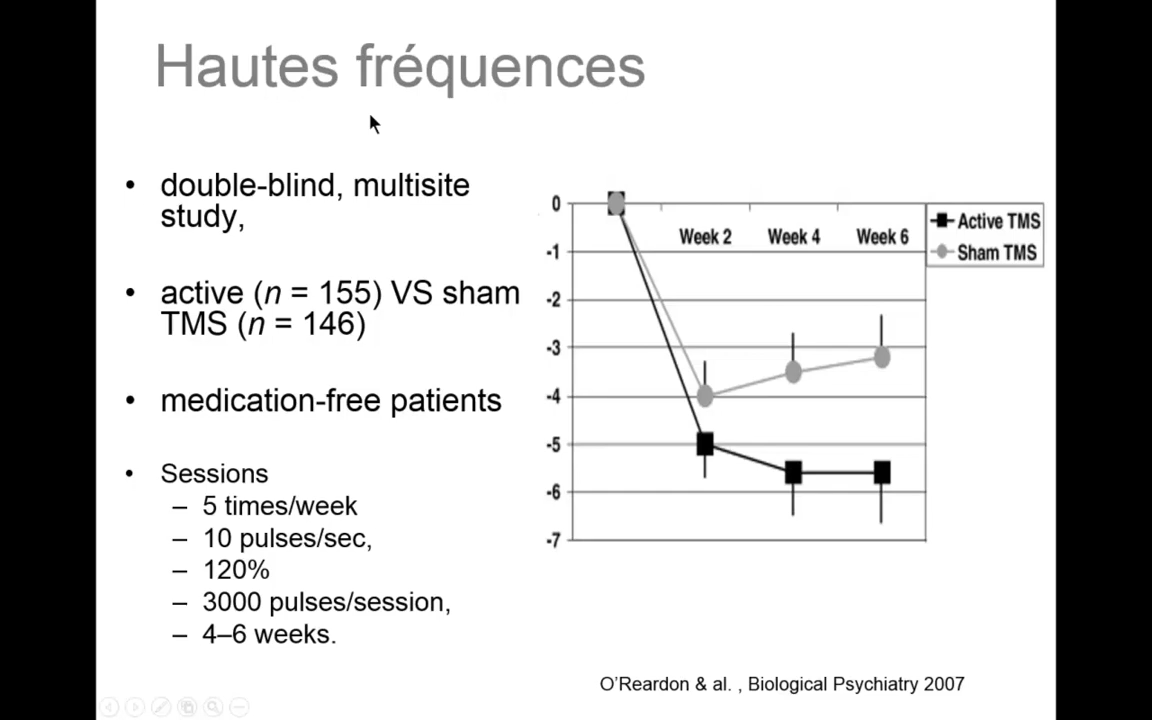 Hautes fréquences
• double-blind, multisite
study,
• active (n = 155) VS sham
TMS (n = 146)
• medication-free patients
• Sessions
– 5 times/week
– 10 pulses/sec,
– 120%
– 3000 pulses/session,
– 4–6 weeks.
0
-1
-2
-3
-4
-5
-6
-7
Week 2 Week 4 Week 6
Active TMS
Sham TMS
O'Reardon & al. , Biological Psychiatry 2007